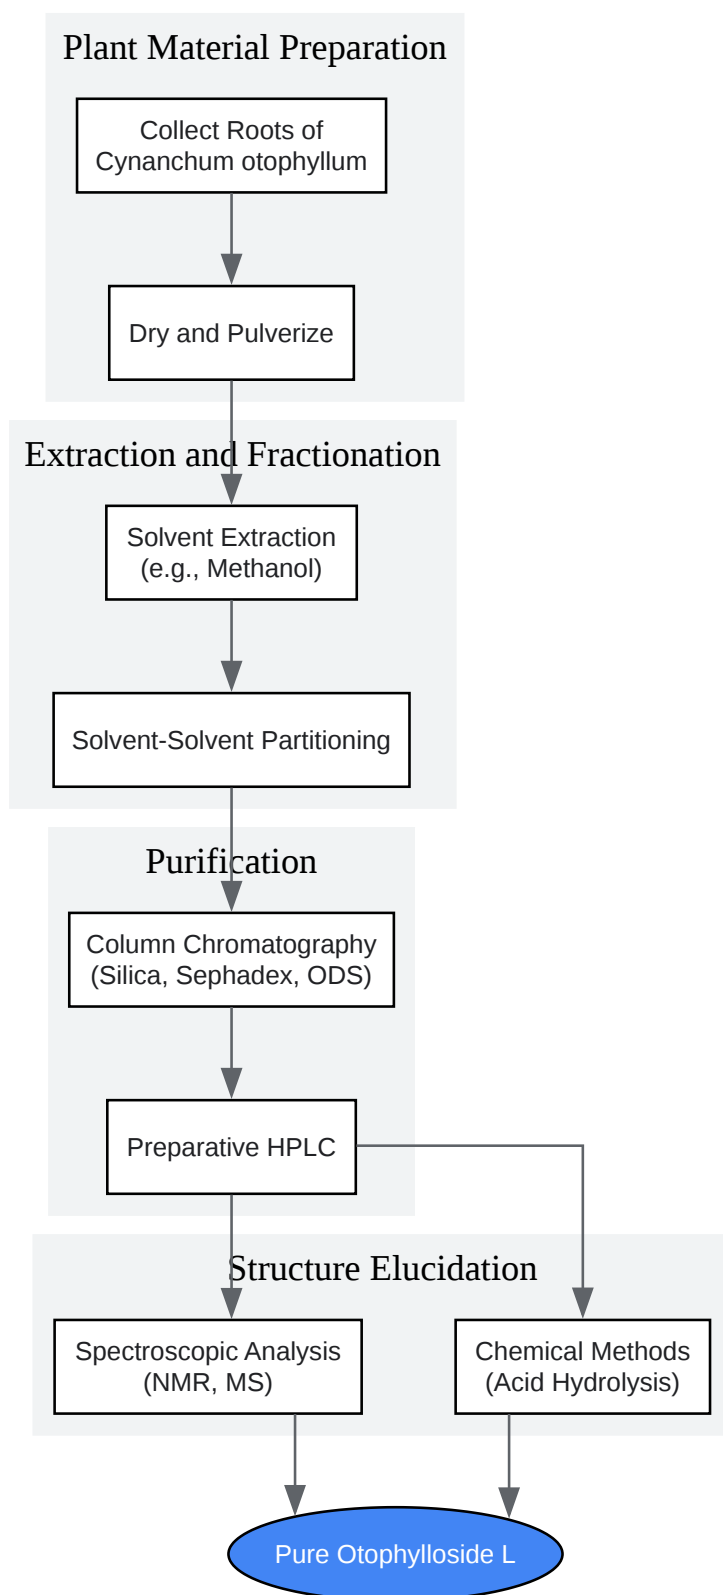 Plant Material Preparation
Collect Roots of
Cynanchum otophyllum
Dry and Pulverize
Extraction and Fractionation
Solvent Extraction
(e.g., Methanol)
Solvent-Solvent Partitioning
Purification
Column Chromatography
(Silica, Sephadex, ODS)
Preparative HPLC
Structure Elucidation
Spectroscopic Analysis
(NMR, MS)
Chemical Methods
(Acid Hydrolysis)
Pure Otophylloside L